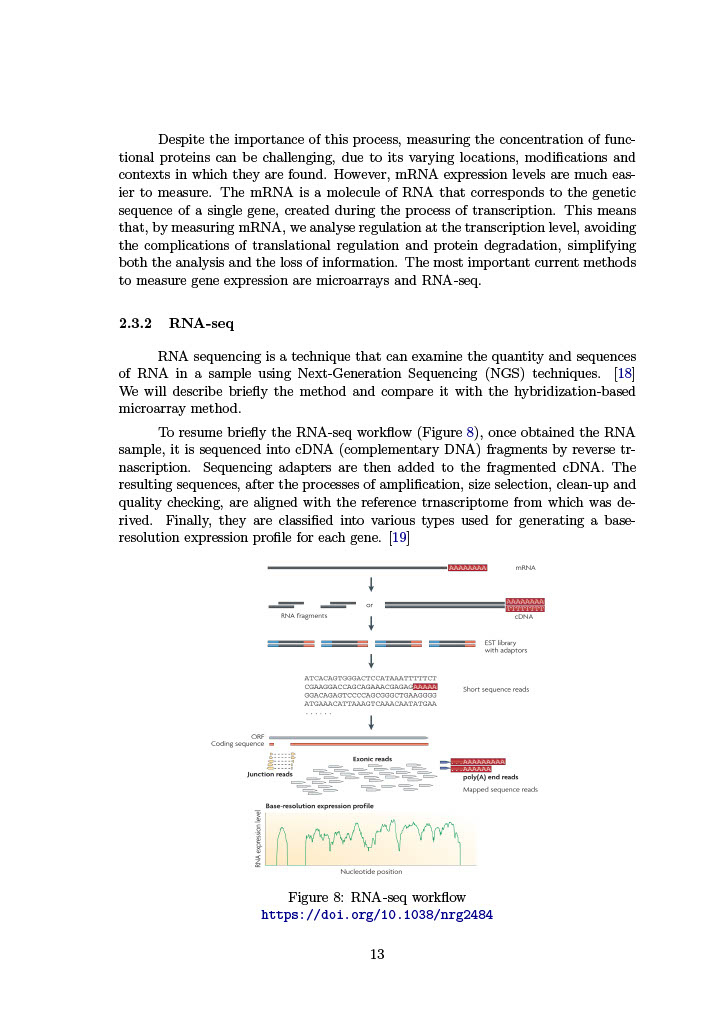 Despite the importance of this process, measuring the concentration of func-
tional proteins can be challenging, due to its varying locations, modifications and
contexts in which they are found. However, mRNA expression levels are much eas-
ier to measure. The mRNA is a molecule of RNA that corresponds to the genetic
sequence of a single gene, created during the process of transcription. This means
that, by measuring mRNA, we analyse regulation at the transcription level, avoiding
the complications of translational regulation and protein degradation, simplifying
both the analysis and the loss of information. The most important current methods
to measure gene expression are microarrays and RNA-seq.
2.3.2 RNA-seq
RNA sequencing is a technique that can examine the quantity and sequences
of RNA in a sample using Next-Generation Sequencing (NGS) techniques. [18]
We will describe briefly the method and compare it with the hybridization-based
microarray method.
To resume briefly the RNA-seq workflow (Figure 8), once obtained the RNA
sample, it is sequenced into cDNA (complementary DNA) fragments by reverse tr-
nascription. Sequencing adapters are then added to the fragmented cDNA. The
resulting sequences, after the processes of amplification, size selection, clean-up and
quality checking, are aligned with the reference trnascriptome from which was de-
rived. Finally, they are classified into various types used for generating a base-
resolution expression profile for each gene. [19]
AAAAAAAA mRNA
AAAAAAAA
or
TTTTTTTT
RNA fragments cDNA
EST library
with adaptors
ATCACAGTGGGACTCCATAAATTTTTCT
CGAAGGACCAGCAGAAACGAGAGAAAAA
Short sequence reads
GGACAGAGTCCCCAGCGGGCTGAAGGGG
ATGAAACATTAAAGTCAAACAATATGAA
......
ORF
Coding sequence
Exonic reads
...AAAAAAAAA
...AAAAAA
Junction reads
poly(A) end reads
Mapped sequence reads
Base-resolution expression profile
RNA expression level
Nucleotide position
Figure 8: RNA-seq workflow
https://doi.org/10.1038/nrg2484
13